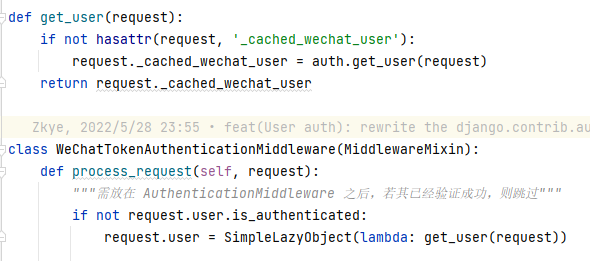 def get_user(request):
    if not hasattr(request, '_cached_wechat_user'):
        request._cached_wechat_user = auth.get_user(request)
    return request._cached_wechat_user
Zkye, 2022/5/28 23:55 • feat(User auth): rewrite the django.contrib.au
class WeChatTokenAuthenticationMiddleware(MiddlewareMixin):
    def process_request(self, request):
        """需放在 AuthenticationMiddleware 之后，若其已经验证成功，则跳过"""
        if not request.user.is_authenticated:
            request.user = SimpleLazyObject(lambda: get_user(request))